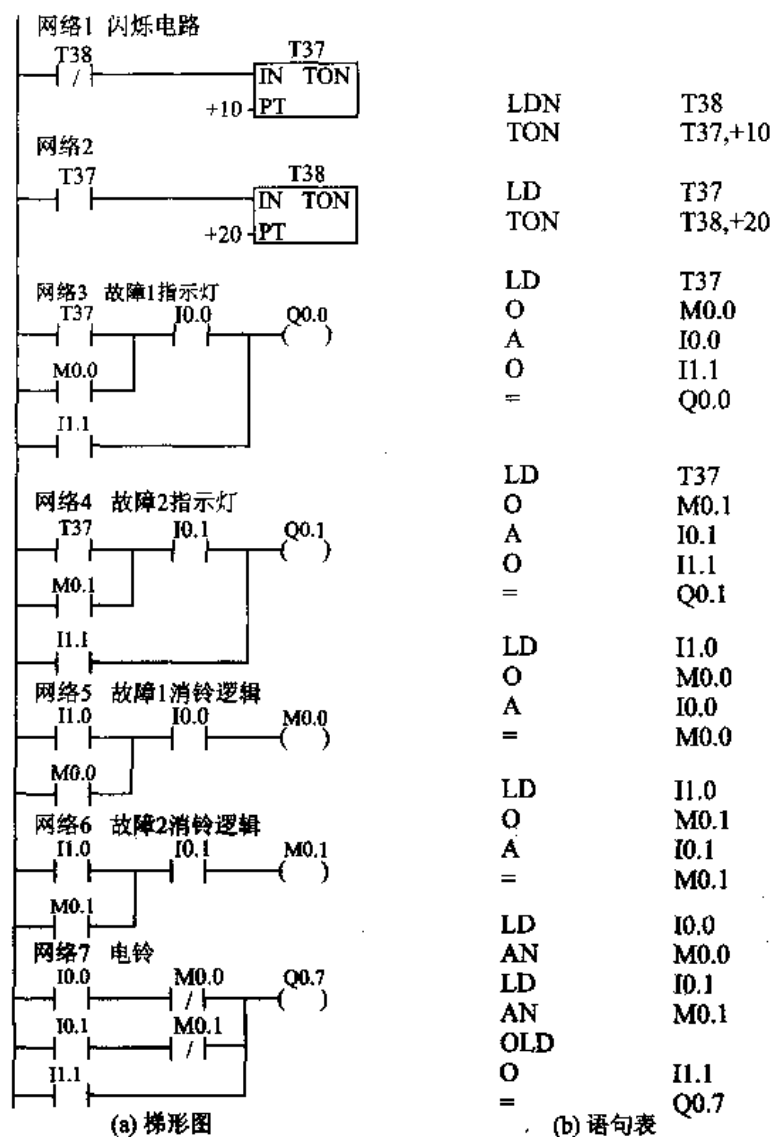 网络1 闪烁电路
T38
T37
IN TON
+10 PT
网络2
T37
T38
IN TON
+20 PT
网络3 故障1指示灯
T37 I0.0 Q0.0
M0.0
I1.1
网络4 故障2指示灯
T37 I0.1 Q0.1
M0.1
I1.1
网络5 故障1消铃逻辑
I1.0 I0.0 M0.0
M0.0
网络6 故障2消铃逻辑
I1.0 I0.1 M0.1
M0.1
网络7 电铃
I0.0 M0.0 Q0.7
I0.1 M0.1
I1.1
(a) 梯形图
LDN T38
TON T37,+10
LD T37
TON T38,+20
LD T37
O M0.0
A I0.0
O I1.1
= Q0.0
LD T37
O M0.1
A I0.1
O I1.1
= Q0.1
LD I1.0
O M0.0
A I0.0
= M0.0
LD I1.0
O M0.1
A I0.1
= M0.1
LD I0.0
AN M0.0
LD I0.1
AN M0.1
OLD
O I1.1
= Q0.7
(b) 语句表